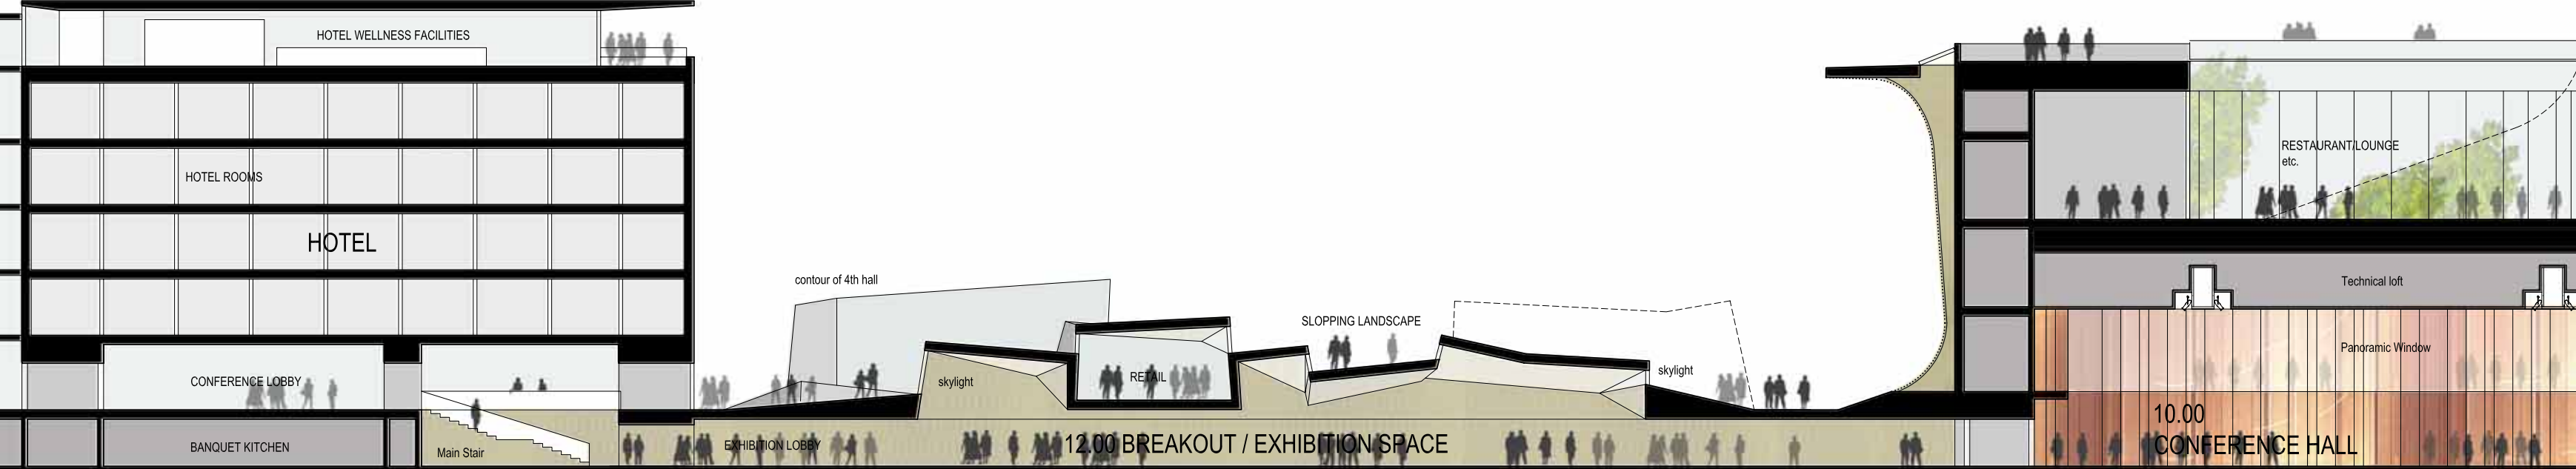 HOTEL WELLNESS FACILITIES
HOTEL ROOMS
HOTEL
CONFERENCE LOBBY
BANQUET KITCHEN
Main Stair
contour of 4th hall
skylight
RETAIL
SLOPPING LANDSCAPE
skylight
EXHIBITION LOBBY
12.00 BREAKOUT / EXHIBITION SPACE
RESTAURANT/LOUNGE
etc.
Technical loft
Panoramic Window
10.00
CONFERENCE HALL